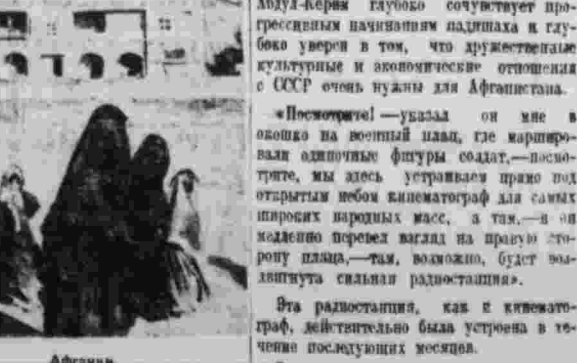 Абдул-Керим глубоко сочувствует про-
грессивным начинаниям падишаха и глу-
боко уверен в том, что дружественные
культурные и экономические отношения
с СССР очень нужны для Афганистана.
«Посмотрите! —указал он мне в
окошко на военный плац, где марширо-
вали одиночные фигуры солдат,—посмо-
трите, мы здесь устраиваем прямо под
открытым небом кинематограф для самых
широких народных масс, а там,—и он
медленно перевел взгляд на правую сто-
рону плаца,—там, возможно, будет воз-
двигнута сильная радиостанция».
Эта радиостанция, как и кинемато-
граф, действительно была устроена в те-
чение последующих месяцев.